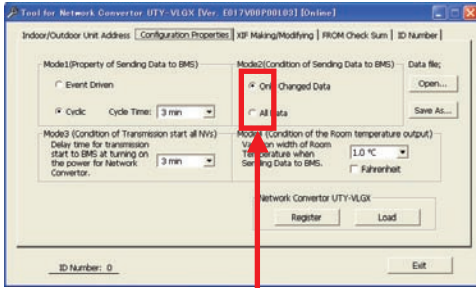 Tool for Network Convertor UTY-VLGX [Ver. E017V00P00L03] [Online]
Indoor/Outdoor Unit Address
Configuration Properties
XIF Making/Modifying
FROM Check Sum
ID Number
Mode1(Property of Sending Data to BMS)
Event Driven
Cyclic
Cycle Time:
3 min
Mode2(Condition of Sending Data to BMS)
Only Changed Data
All Data
Data file;
Open...
Save As...
Mode3 (Condition of Transmission start all NVs)
Delay time for transmission
start to BMS at turning on
the power for Network
Convertor.
3 min
(Condition of the Room temperature output)
width of Room
Temperature when
Sending Data to BMS.
1.0 °C
Fahrenheit
Network Convertor UTY-VLGX
Register
Load
ID Number: 0
Exit